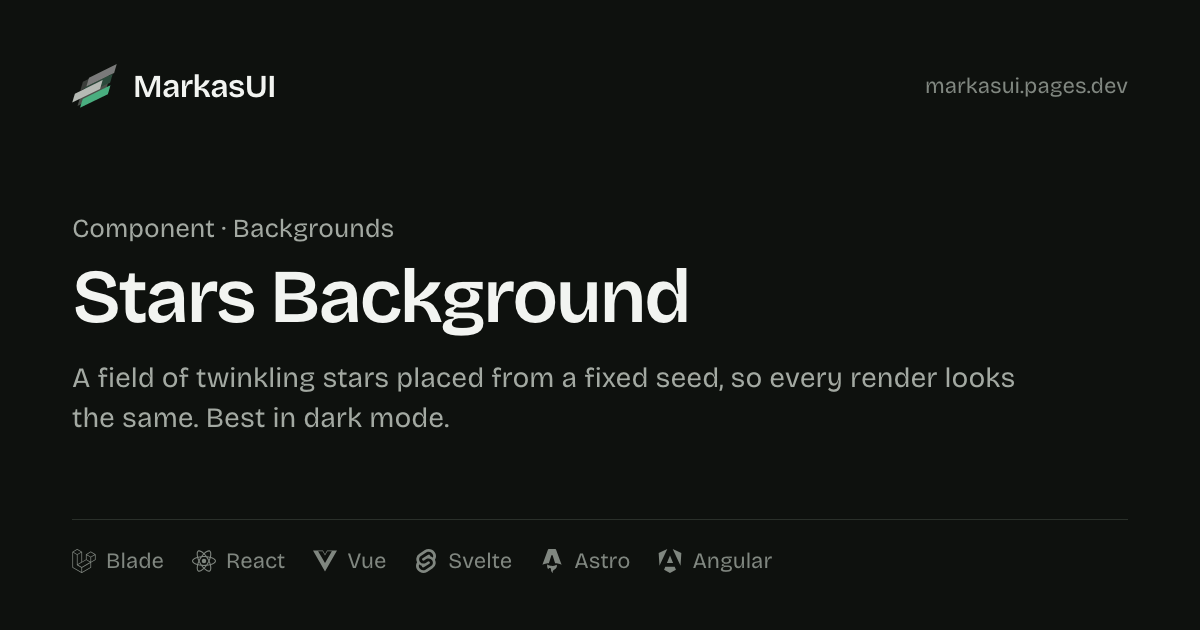 MarkasUI
markasui.pages.dev
Component · Backgrounds
Stars Background
A field of twinkling stars placed from a fixed seed, so every render looks
the same. Best in dark mode.
Blade React Vue Svelte Astro Angular